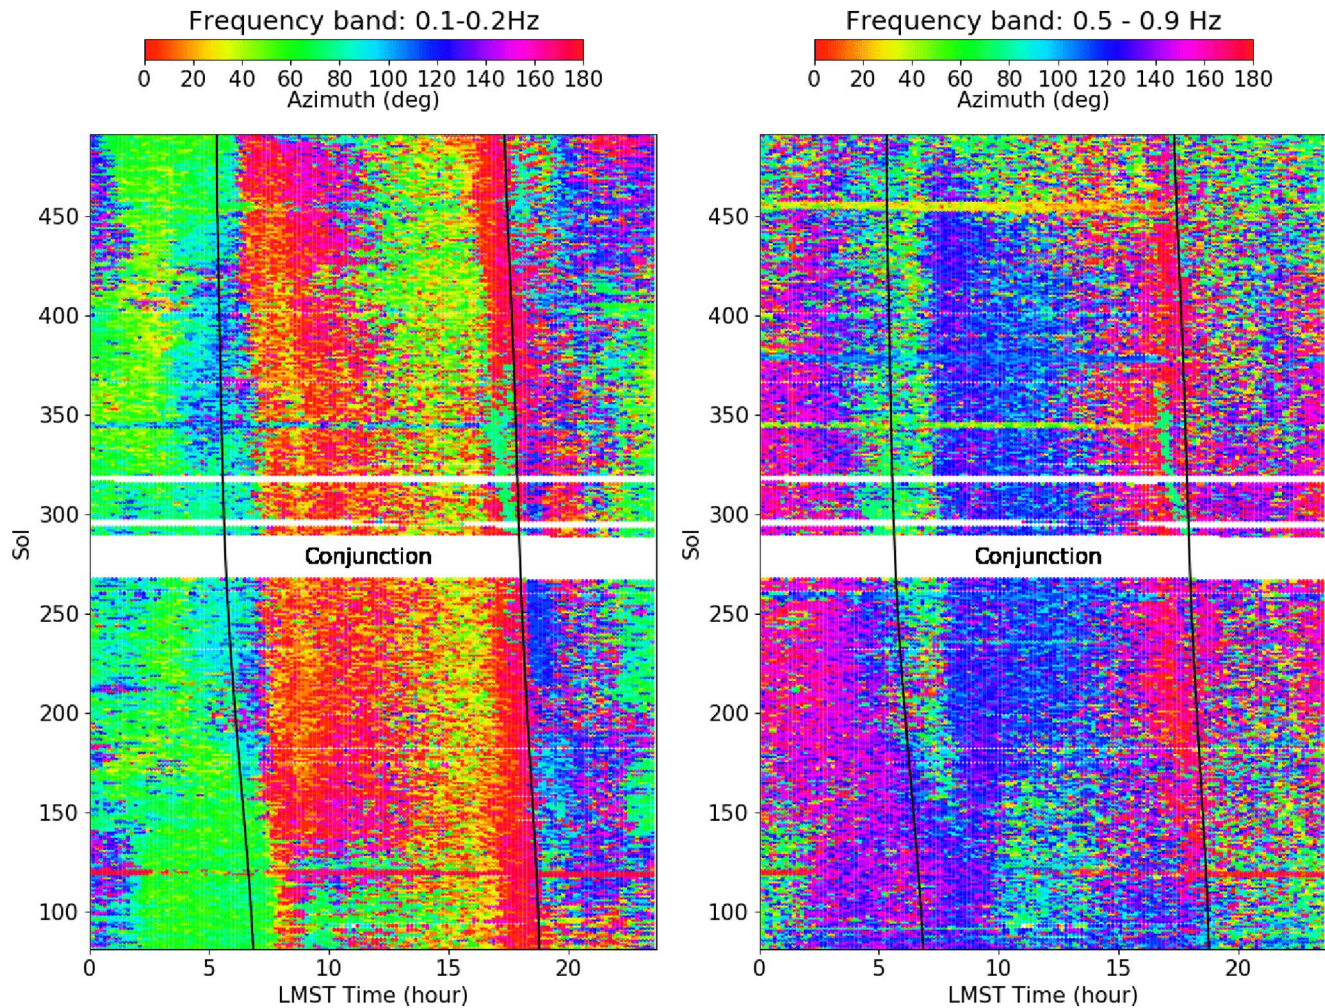 Frequency band: 0.1-0.2Hz
0 20 40 60 80 100 120 140 160 180
Azimuth (deg)
450
400
350
300
250
200
150
100
Sol
Conjunction
0 5 10 15 20
LMST Time (hour)
Frequency band: 0.5 - 0.9 Hz
0 20 40 60 80 100 120 140 160 180
Azimuth (deg)
450
400
350
300
250
200
150
100
Sol
Conjunction
0 5 10 15 20
LMST Time (hour)